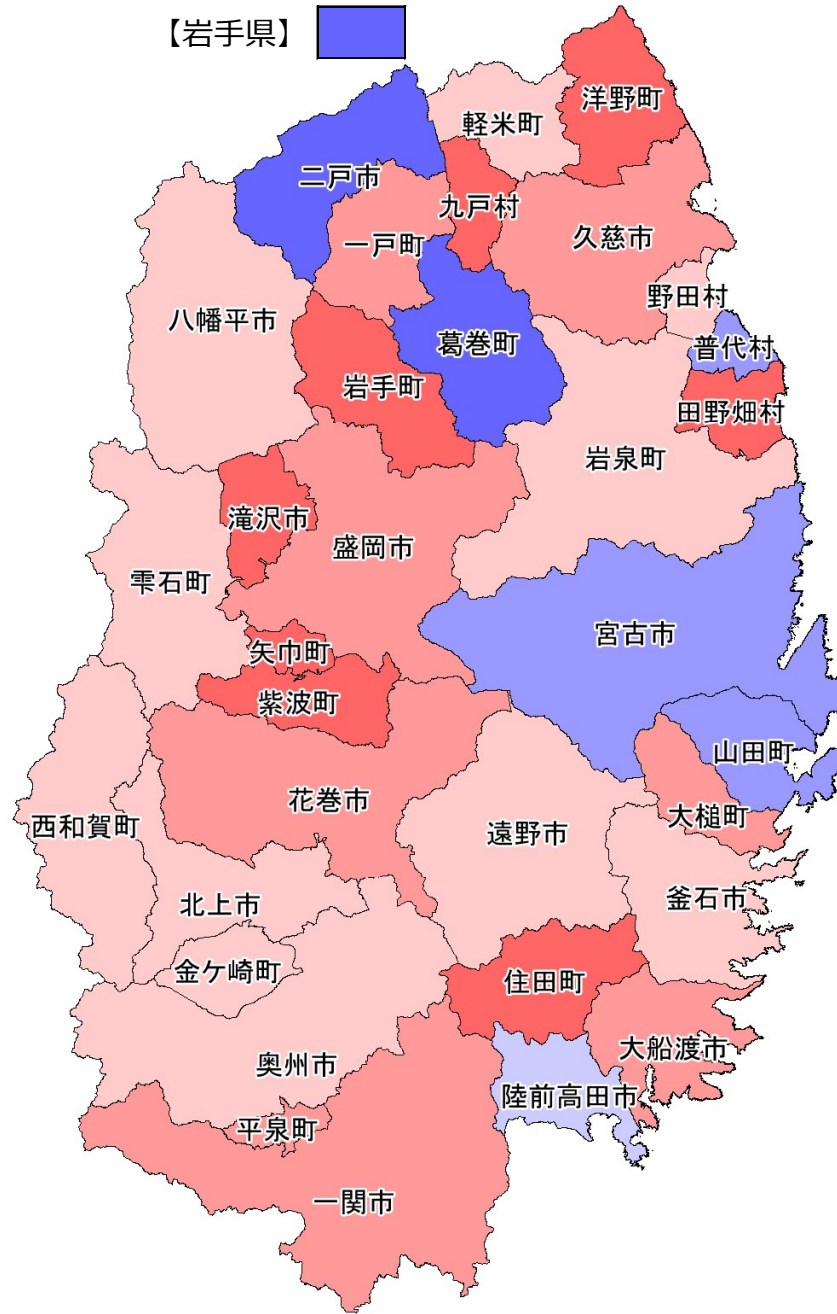 【岩手県】
洋野町
軽米町
二戸市
九戸村
一戸町
久慈市
野田村
八幡平市
葛巻町
普代村
岩手町
田野畑村
岩泉町
滝沢市
盛岡市
雫石町
宮古市
矢巾町
紫波町
山田町
花巻市
大槌町
西和賀町
遠野市
釜石市
北上市
金ケ崎町
住田町
大船渡市
奥州市
陸前高田市
平泉町
一関市